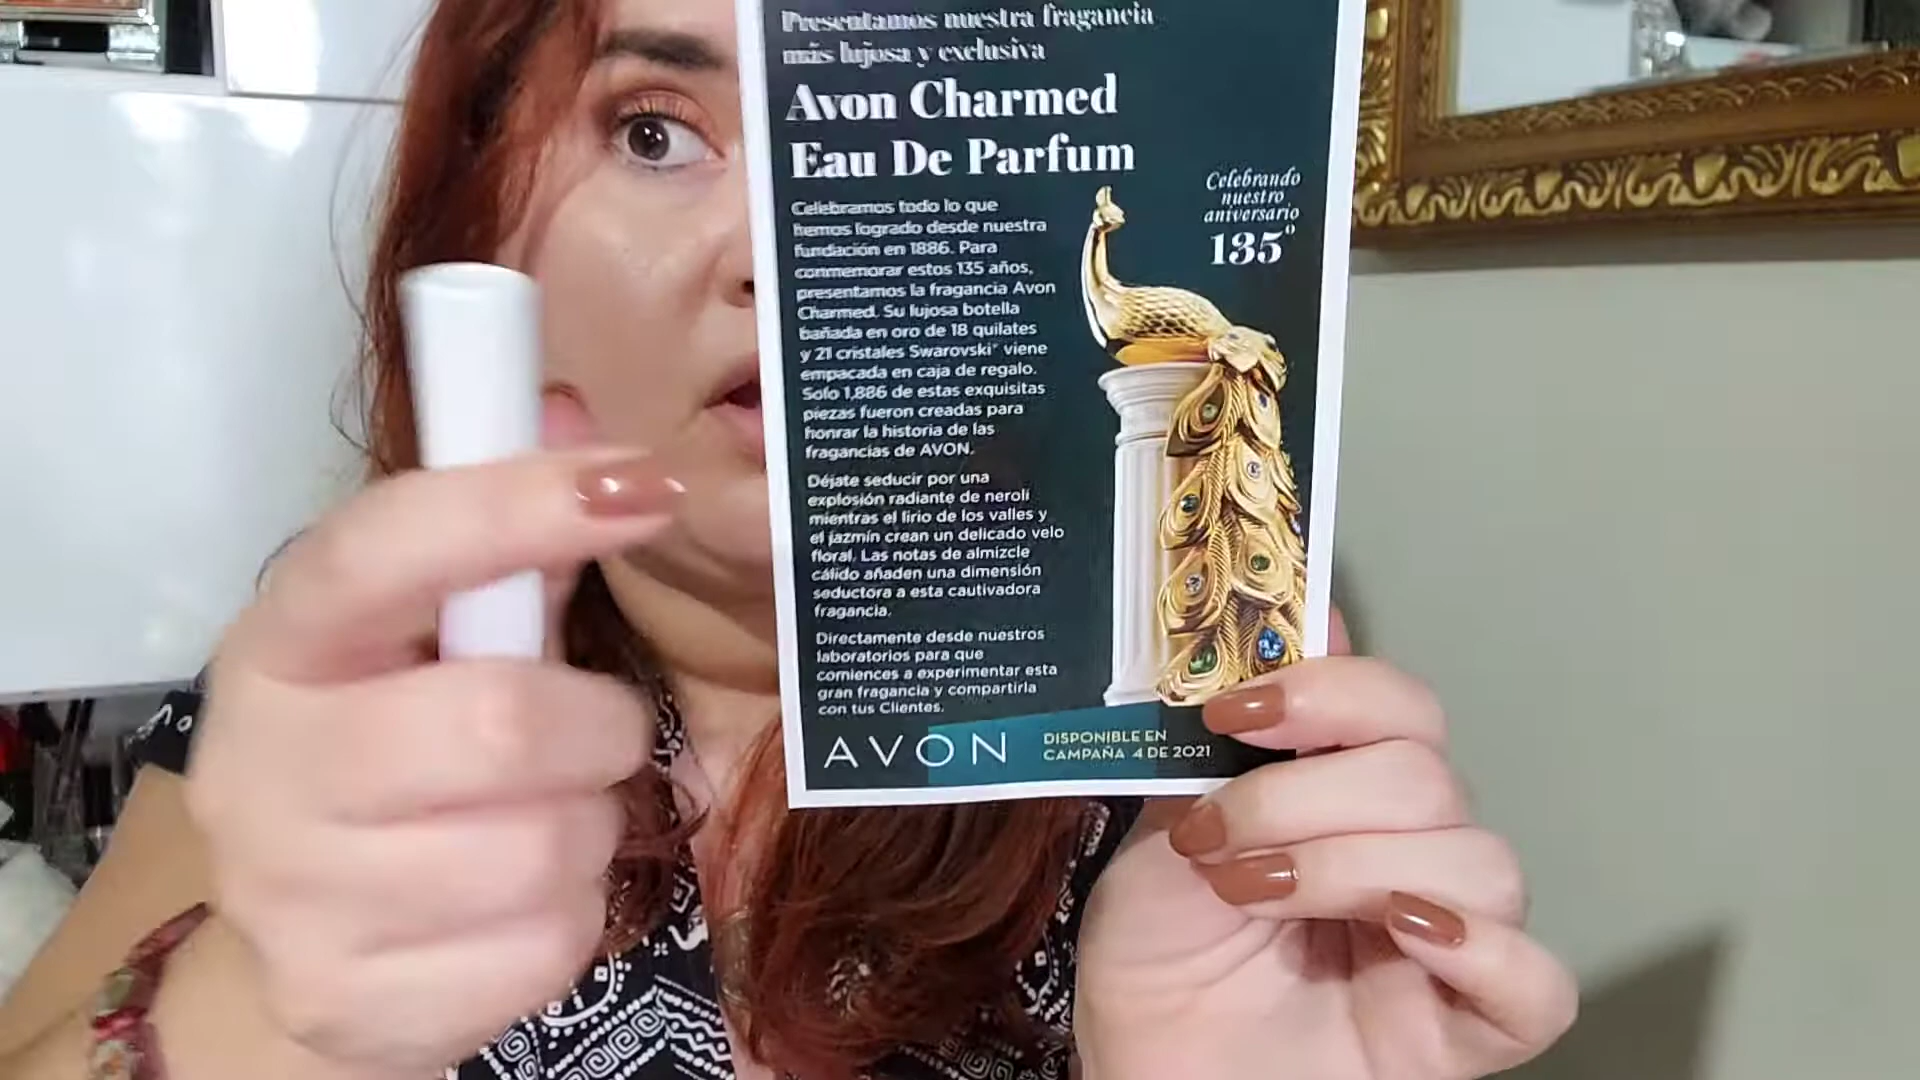 Presentamos nuestra fragancia
más lujosa y exclusiva
Avon Charmed
Eau De Parfum
Celebrando
nuestro
aniversario
135º
Celebramos todo lo que
hemos logrado desde nuestra
fundación en 1886. Para
conmemorar estos 135 años,
presentamos la fragancia Avon
Charmed. Su lujosa botella
bañada en oro de 18 quilates
y 21 cristales Swarovski® viene
empacada en caja de regalo.
Solo 1,886 de estas exquisitas
piezas fueron creadas para
honrar la historia de las
fragancias de AVON.
Déjate seducir por una
explosión radiante de neroli
mientras el lirio de los valles y
el jazmín crean un delicado velo
floral. Las notas de almizcle
cálido añaden una dimensión
seductora a esta cautivadora
fragancia.
Directamente desde nuestros
laboratorios para que
comiences a experimentar esta
gran fragancia y compartirla
con tus Clientes.
AVON
DISPONIBLE EN
CAMPAÑA 4 DE 2021